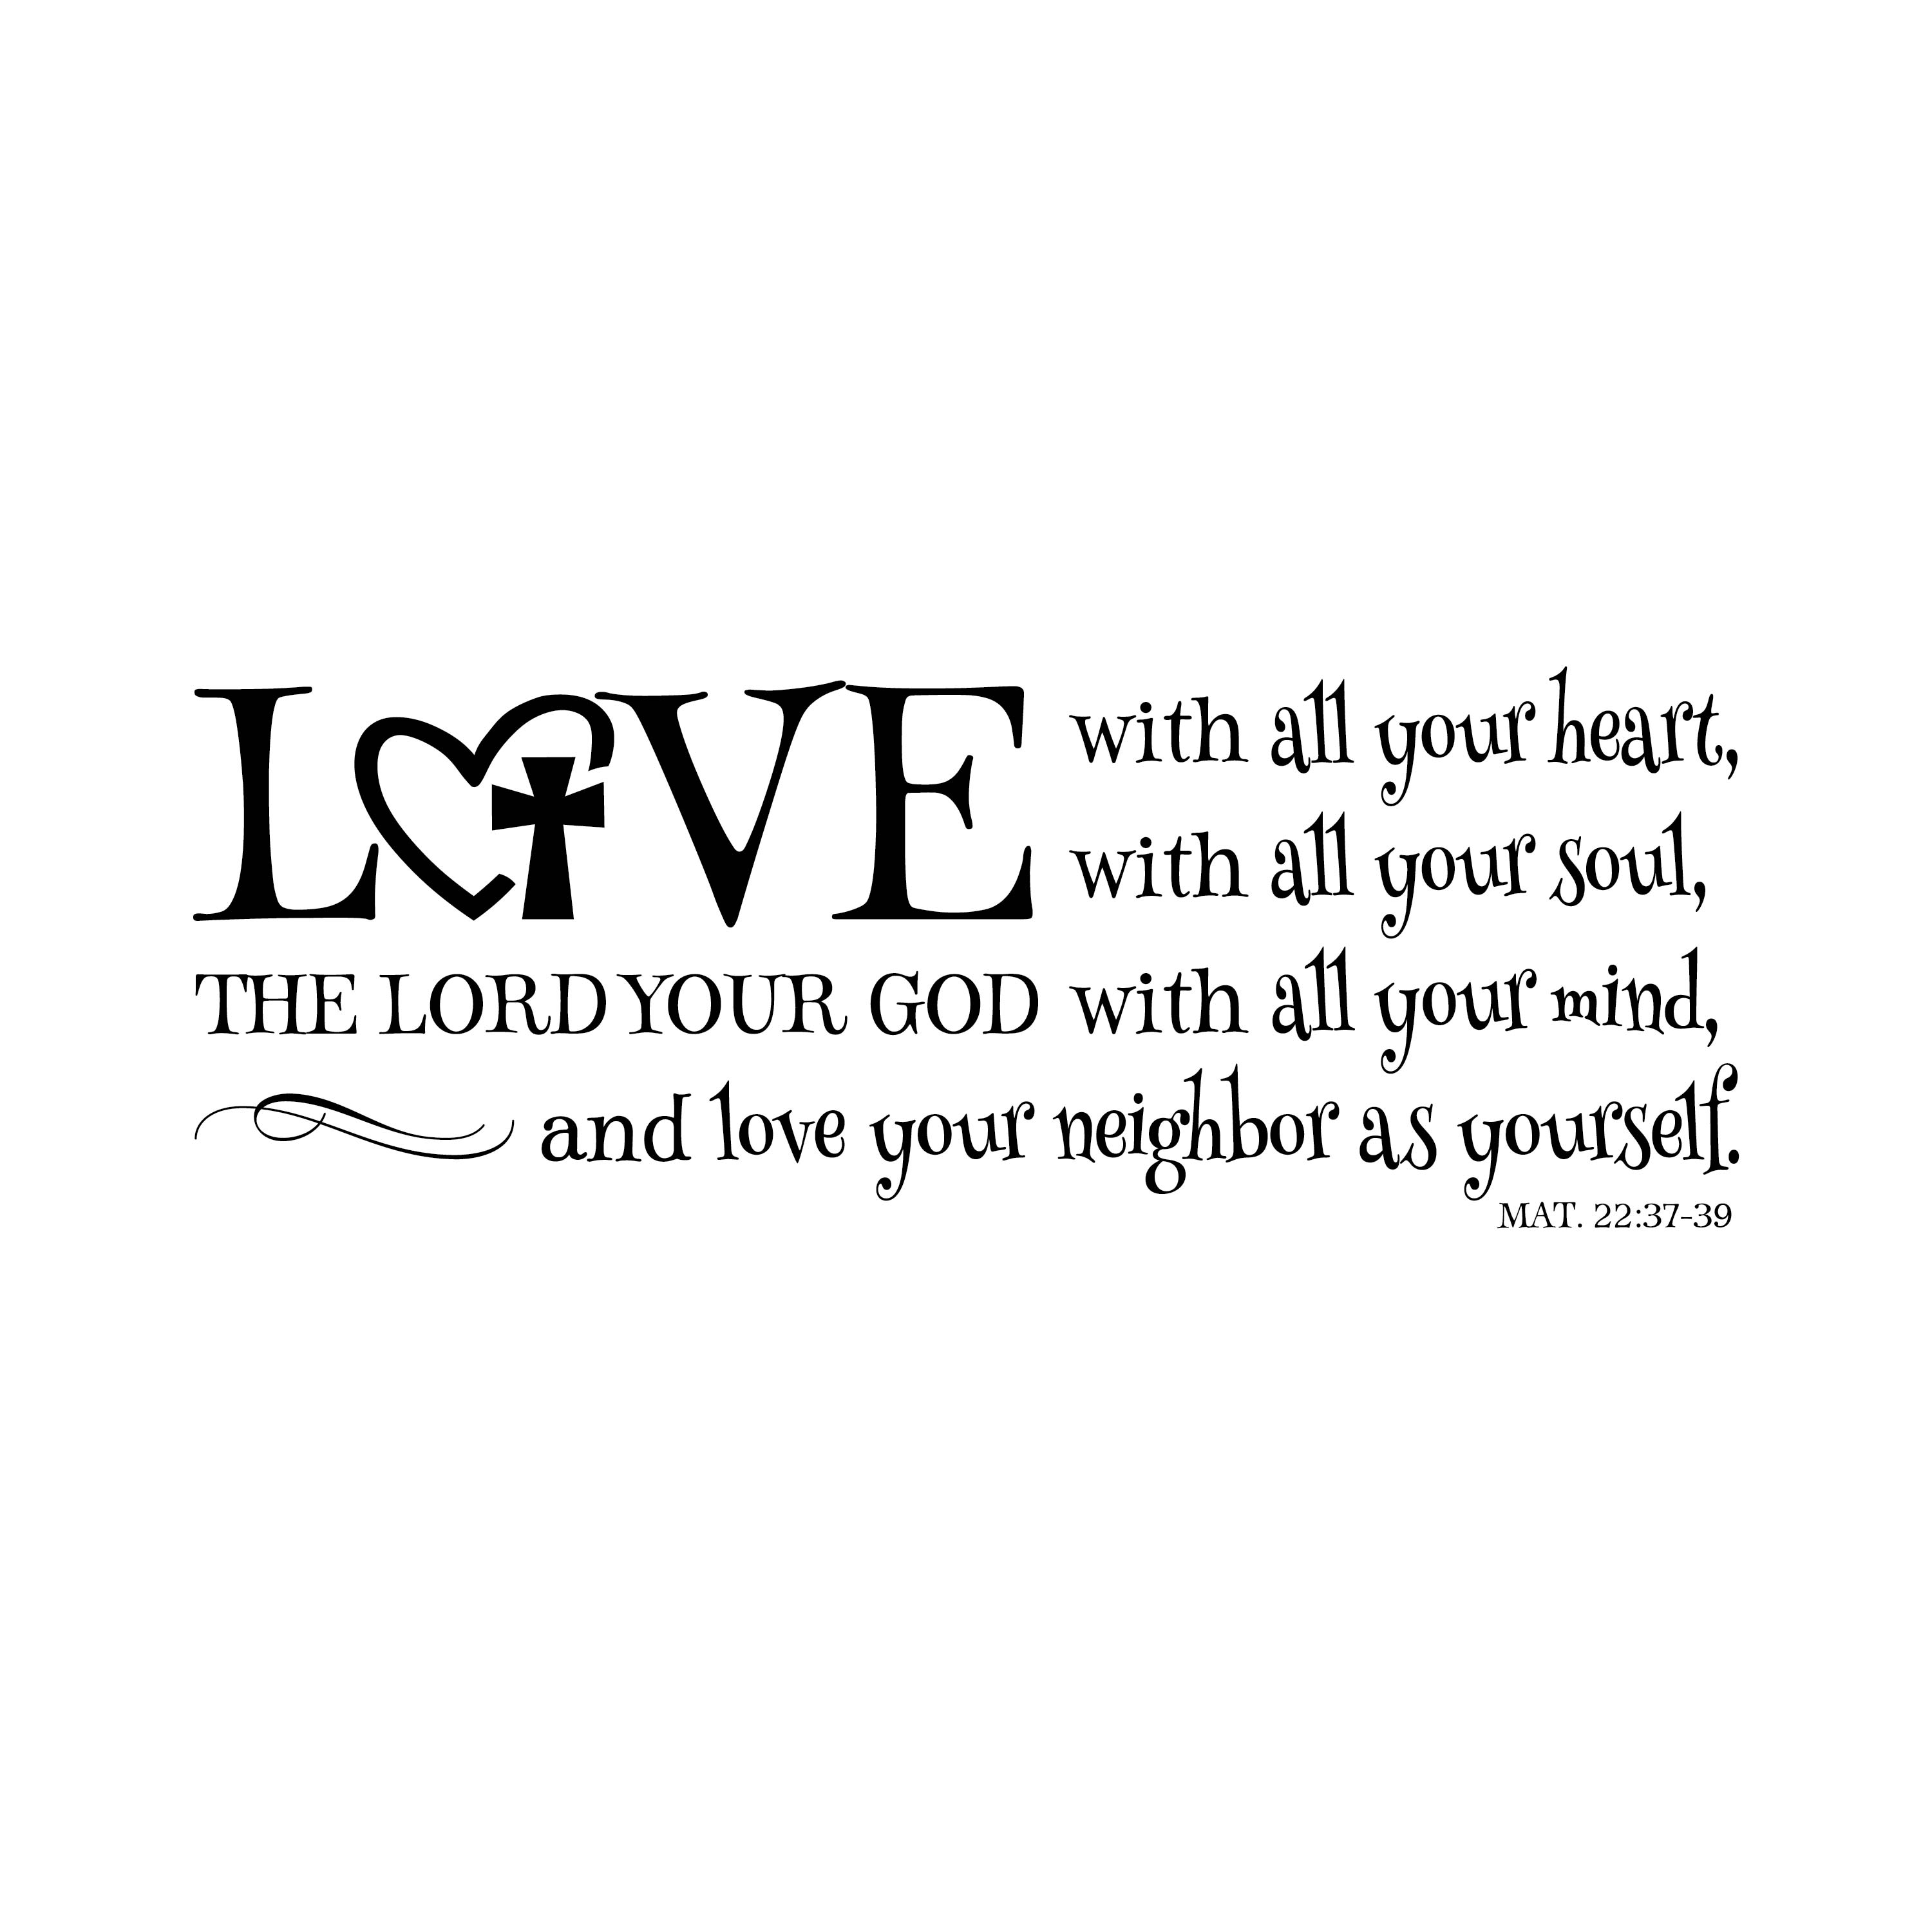 LOVE
THE LORD YOUR GOD
with all your heart,
with all your soul,
with all your mind,
and love your neighbor as yourself.
MAT. 22:37-39